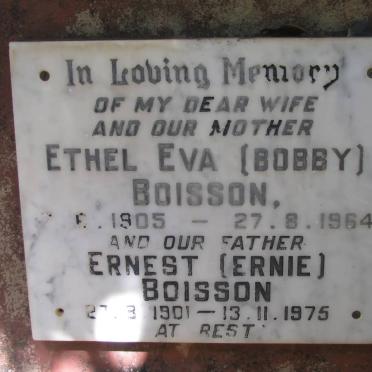 In Loving Memory
OF MY DEAR WIFE
AND OUR MOTHER
ETHEL EVA (BOBBY)
BOISSON,
1905 — 27.8.1964
AND OUR FATHER
ERNEST (ERNIE)
BOISSON
1901 — 13.11.1975
AT REST